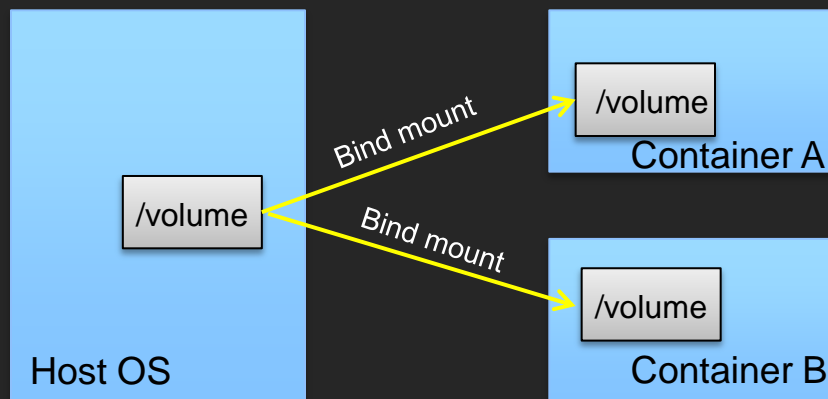 /volume
Host OS
Bind mount
Bind mount
/volume
Container A
/volume
Container B